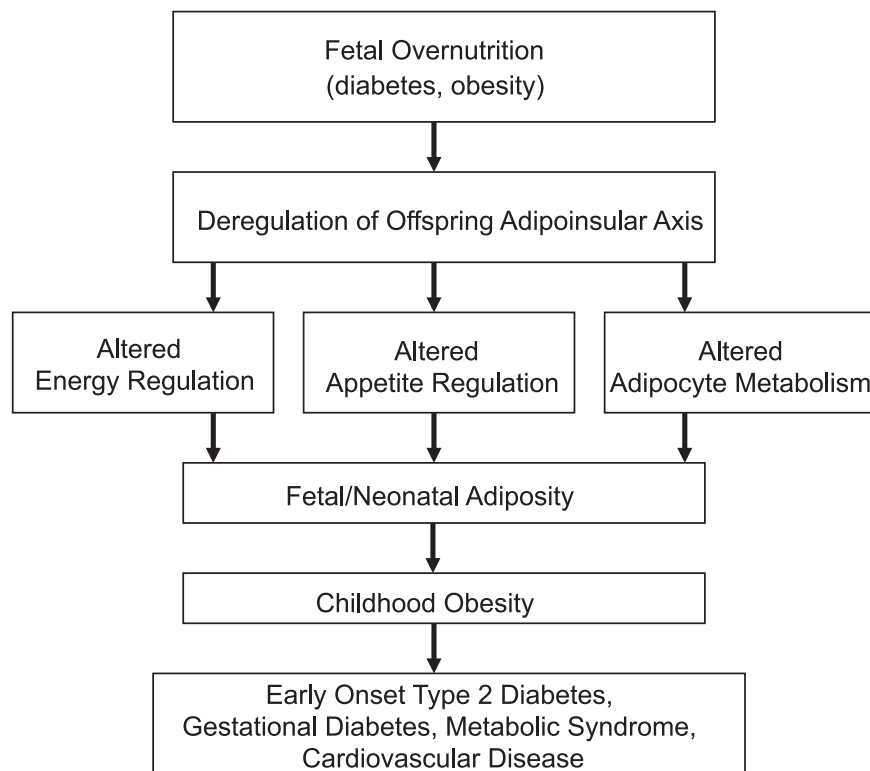 Fetal Overnutrition
(diabetes, obesity)
Deregulation of Offspring Adipoinsular Axis
Altered
Energy Regulation
Altered
Appetite Regulation
Altered
Adipocyte Metabolism
Fetal/Neonatal Adiposity
Childhood Obesity
Early Onset Type 2 Diabetes,
Gestational Diabetes, Metabolic Syndrome,
Cardiovascular Disease